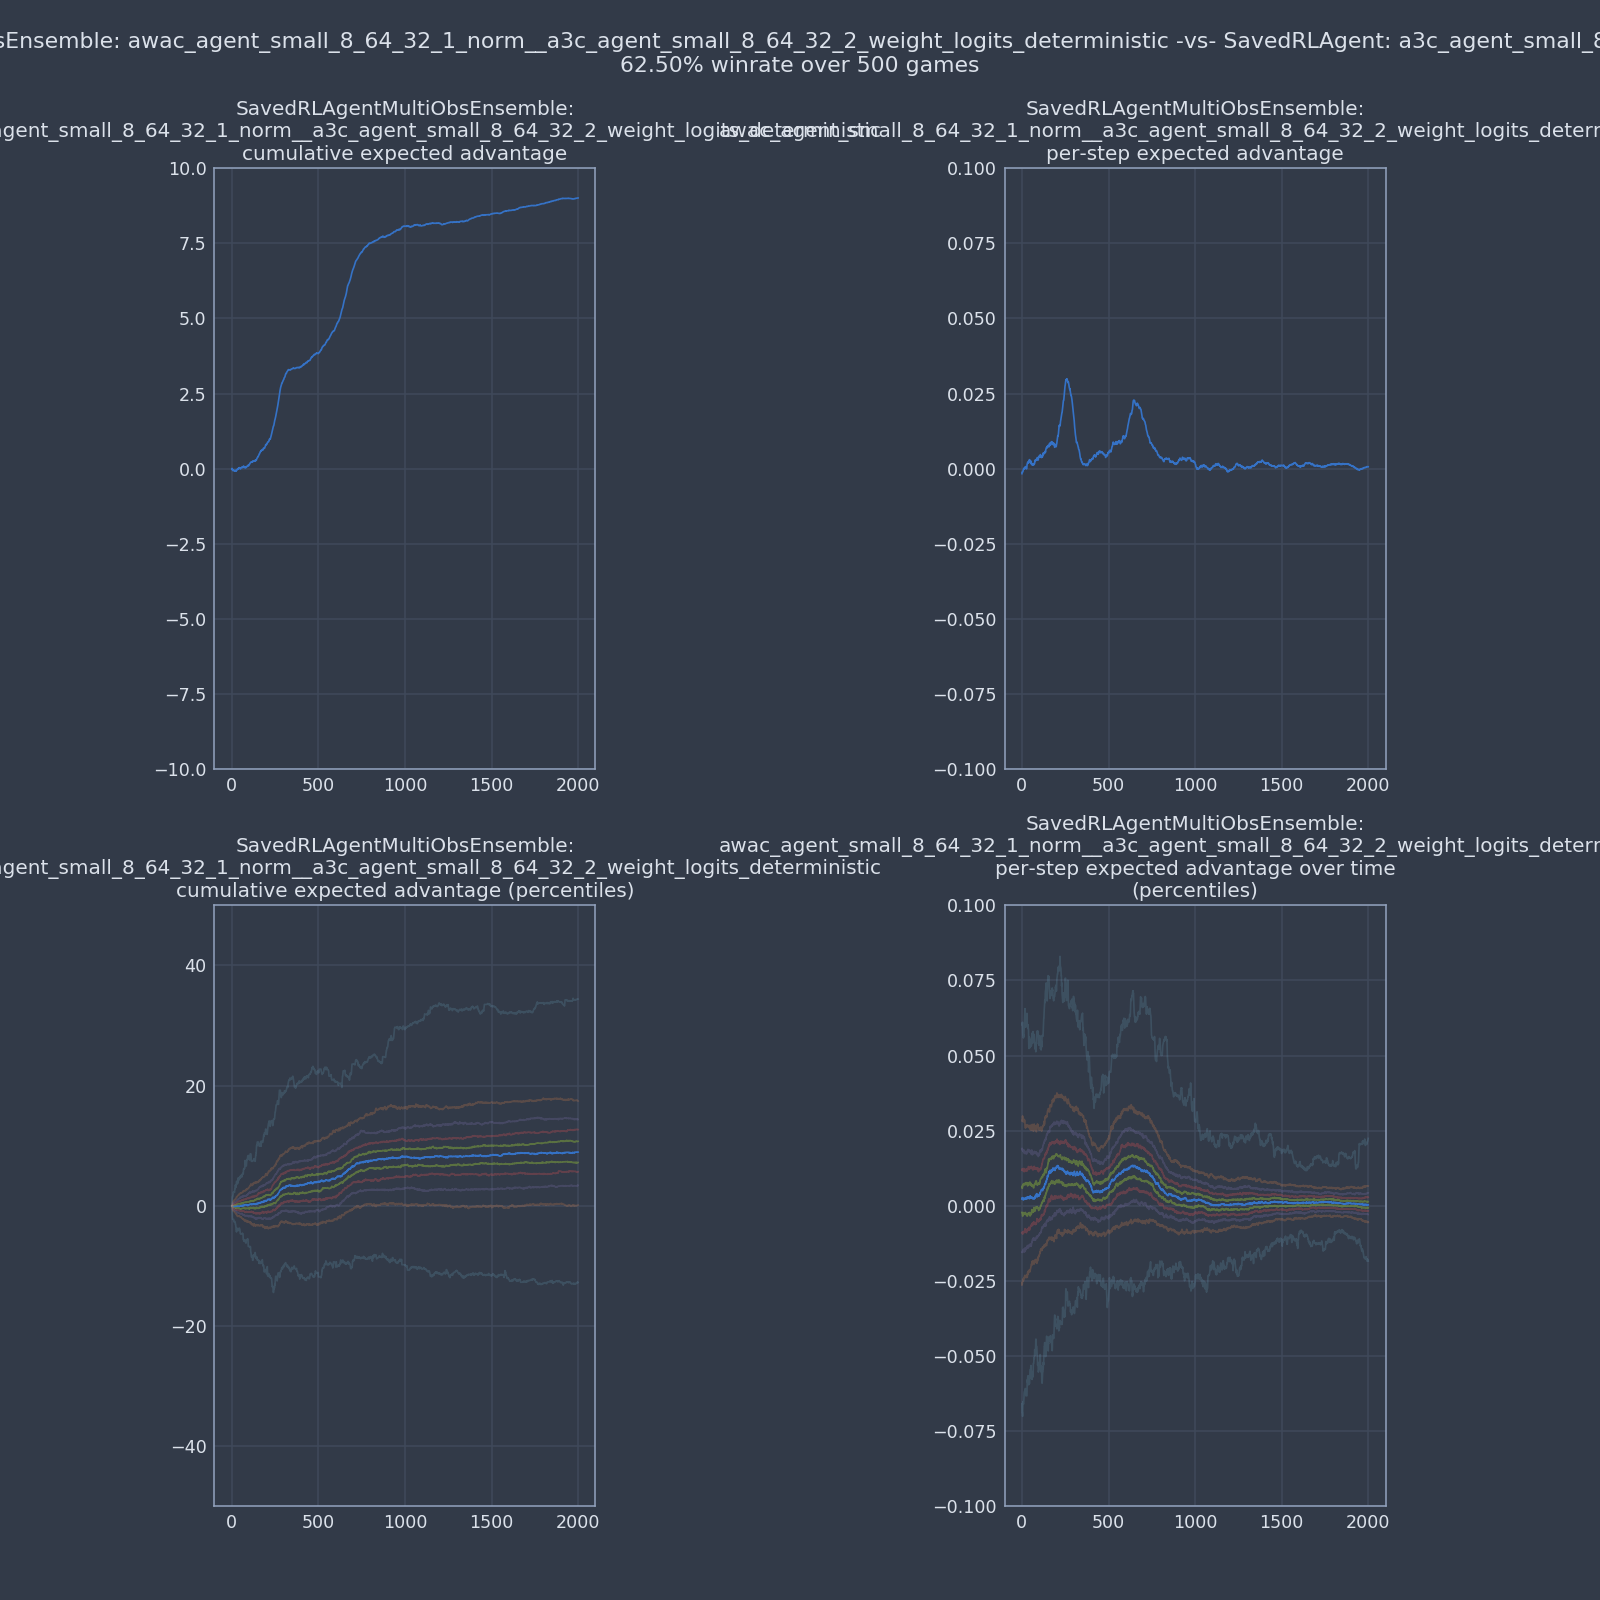 sEnsemble: awac_agent_small_8_64_32_1_norm__a3c_agent_small_8_64_32_2_weight_logits_deterministic -vs- SavedRLAgent: a3c_agent_small_8
62.50% winrate over 500 games
SavedRLAgentMultiObsEnsemble:
agent_small_8_64_32_1_norm__a3c_agent_small_8_64_32_2_weight_logits_deterministic
cumulative expected advantage
10.0
7.5
5.0
2.5
0.0
−2.5
−5.0
−7.5
−10.0
0 500 1000 1500 2000
SavedRLAgentMultiObsEnsemble:
awac_agent_small_8_64_32_1_norm__a3c_agent_small_8_64_32_2_weight_logits_deterr
per-step expected advantage
0.100
0.075
0.050
0.025
0.000
−0.025
−0.050
−0.075
−0.100
0 500 1000 1500 2000
SavedRLAgentMultiObsEnsemble:
agent_small_8_64_32_1_norm__a3c_agent_small_8_64_32_2_weight_logits_deterministic
cumulative expected advantage (percentiles)
40
20
0
−20
−40
0 500 1000 1500 2000
SavedRLAgentMultiObsEnsemble:
awac_agent_small_8_64_32_1_norm__a3c_agent_small_8_64_32_2_weight_logits_deterr
per-step expected advantage over time
(percentiles)
0.100
0.075
0.050
0.025
0.000
−0.025
−0.050
−0.075
−0.100
0 500 1000 1500 2000